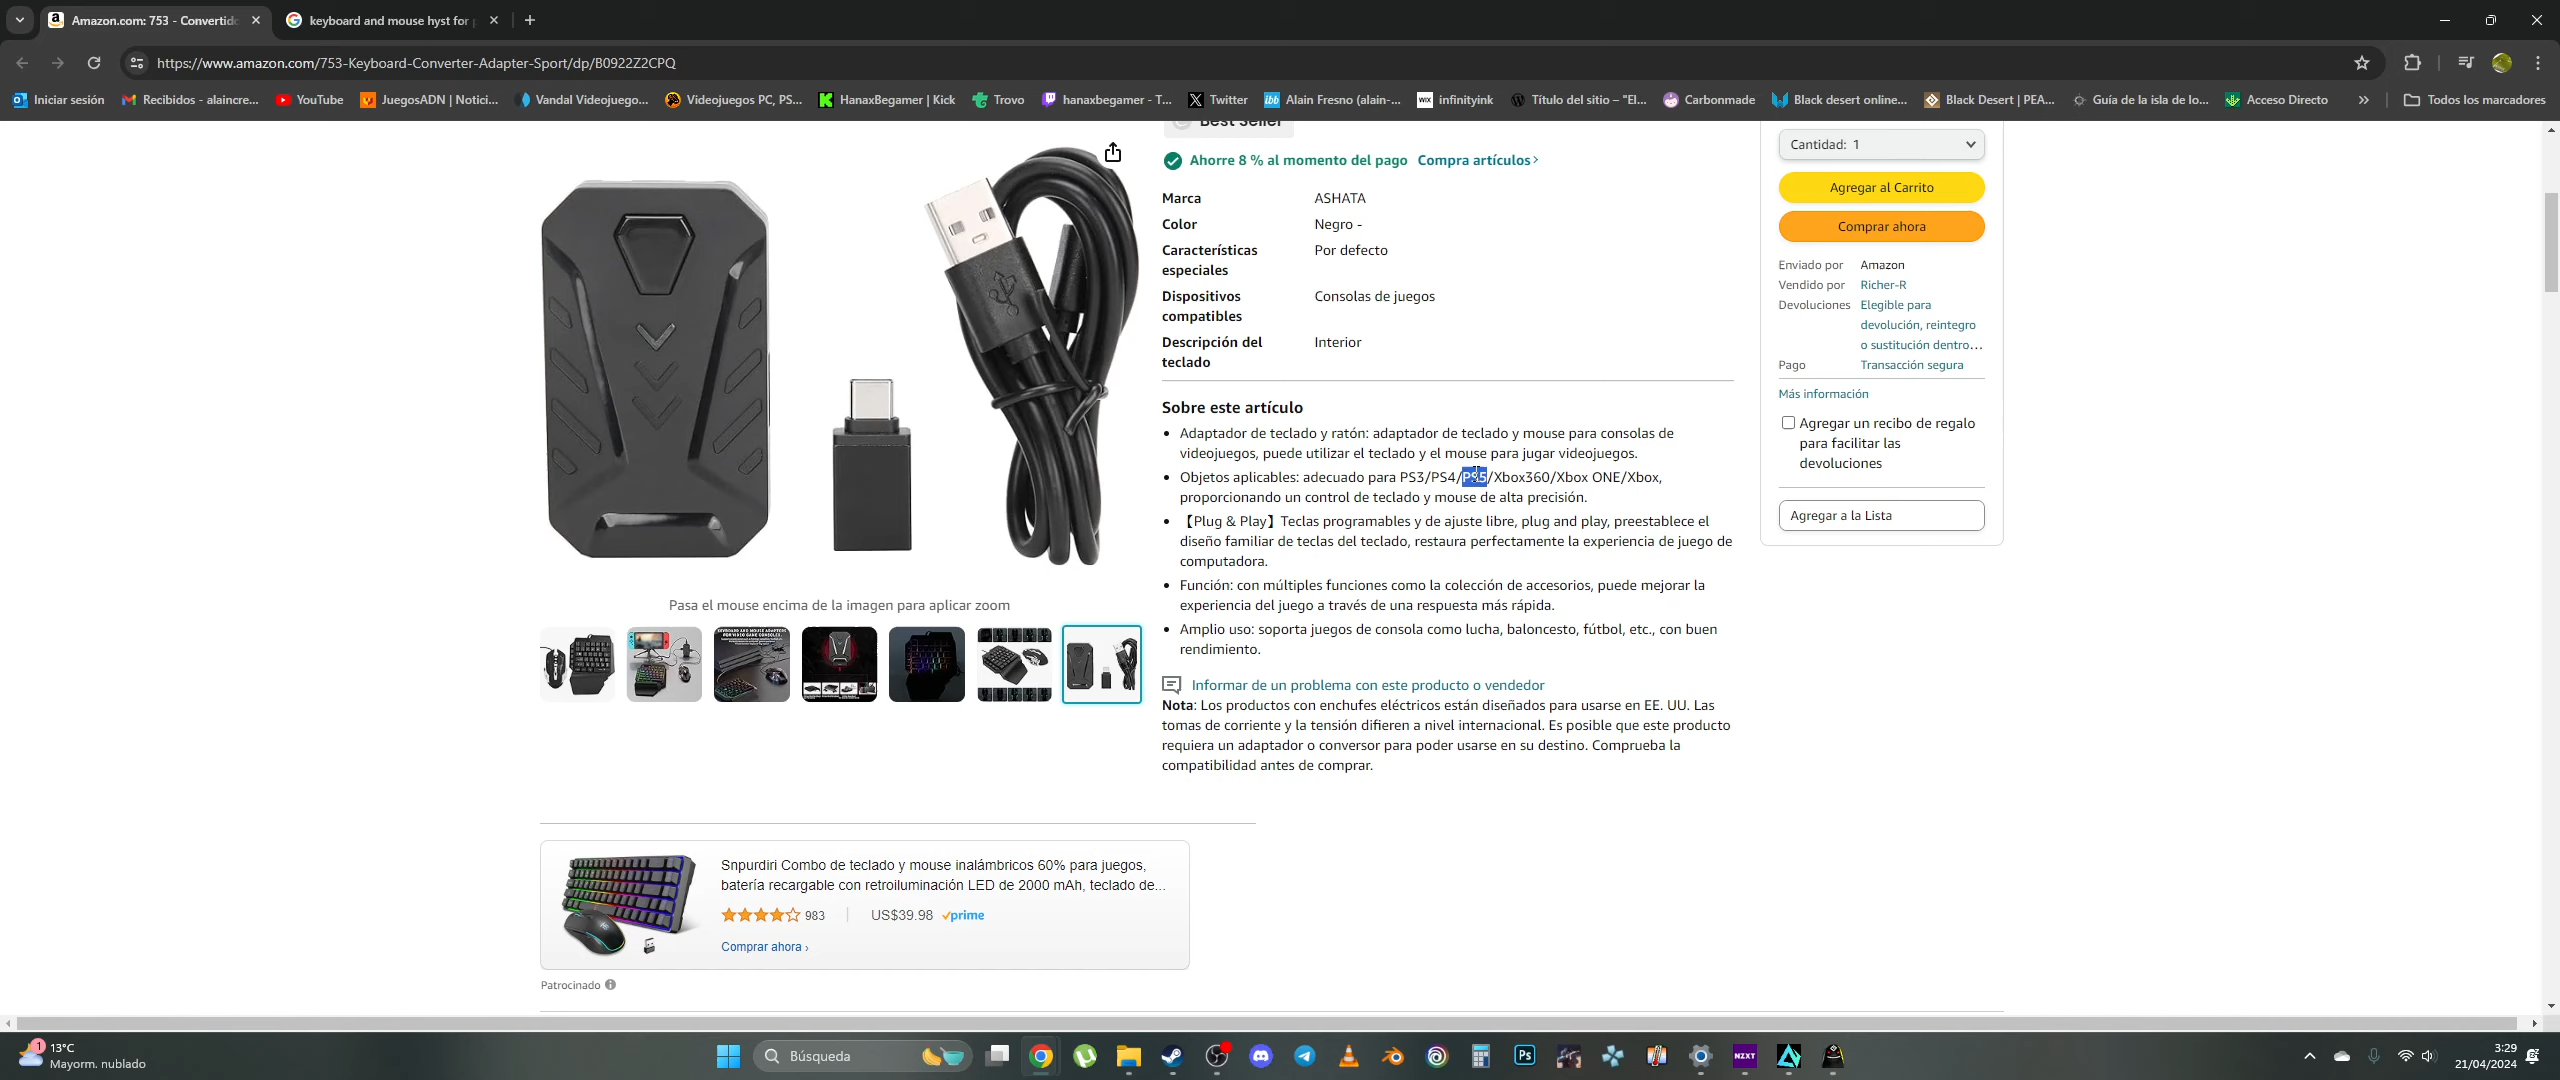 Amazon.com: 753 - Convertido
keyboard and mouse hyst for
https://www.amazon.com/753-Keyboard-Converter-Adapter-Sport/dp/B0922Z2CPQ
Iniciar sesión
Recibidos - alaincre...
YouTube
JuegosADN | Notici...
Vandal Videojuego...
Videojuegos PC, PS...
HanaxBegamer | Kick
Trovo
hanaxbegamer - T...
Twitter
Alain Fresno (alain-...
infinityink
Título del sitio – "El...
Carbonmade
Black desert online...
Black Desert | PEA...
Guía de la isla de lo...
Acceso Directo
Todos los marcadores
Best Seller
Ahorre 8 % al momento del pago Compra artículos
Marca ASHATA
Color Negro -
Características especiales Por defecto
Dispositivos compatibles Consolas de juegos
Descripción del teclado Interior
Sobre este artículo
Adaptador de teclado y ratón: adaptador de teclado y mouse para consolas de
videojuegos, puede utilizar el teclado y el mouse para jugar videojuegos.
Objetos aplicables: adecuado para PS3/PS4/PS5/Xbox360/Xbox ONE/Xbox,
proporcionando un control de teclado y mouse de alta precisión.
【Plug & Play】Teclas programables y de ajuste libre, plug and play, preestablece el
diseño familiar de teclas del teclado, restaura perfectamente la experiencia de juego de
computadora.
Función: con múltiples funciones como la colección de accesorios, puede mejorar la
experiencia del juego a través de una respuesta más rápida.
Amplio uso: soporta juegos de consola como lucha, baloncesto, fútbol, etc., con buen
rendimiento.
Informar de un problema con este producto o vendedor
Nota: Los productos con enchufes eléctricos están diseñados para usarse en EE. UU. Las
tomas de corriente y la tensión difieren a nivel internacional. Es posible que este producto
requiera un adaptador o conversor para poder usarse en su destino. Comprueba la
compatibilidad antes de comprar.
Cantidad: 1
Agregar al Carrito
Comprar ahora
Enviado por Amazon
Vendido por Richer-R
Devoluciones Elegible para
devolución, reintegro
o sustitución dentro...
Pago Transacción segura
Más información
Agregar un recibo de regalo
para facilitar las
devoluciones
Agregar a la Lista
Pasa el mouse encima de la imagen para aplicar zoom
Snpurdiri Combo de teclado y mouse inalámbricos 60% para juegos,
batería recargable con retroiluminación LED de 2000 mAh, teclado de...
983 US$39.98 prime
Comprar ahora
Patrocinado
1
13°C
Mayorm. nublado
Búsqueda
Ps
NZXT
3:29
21/04/2024